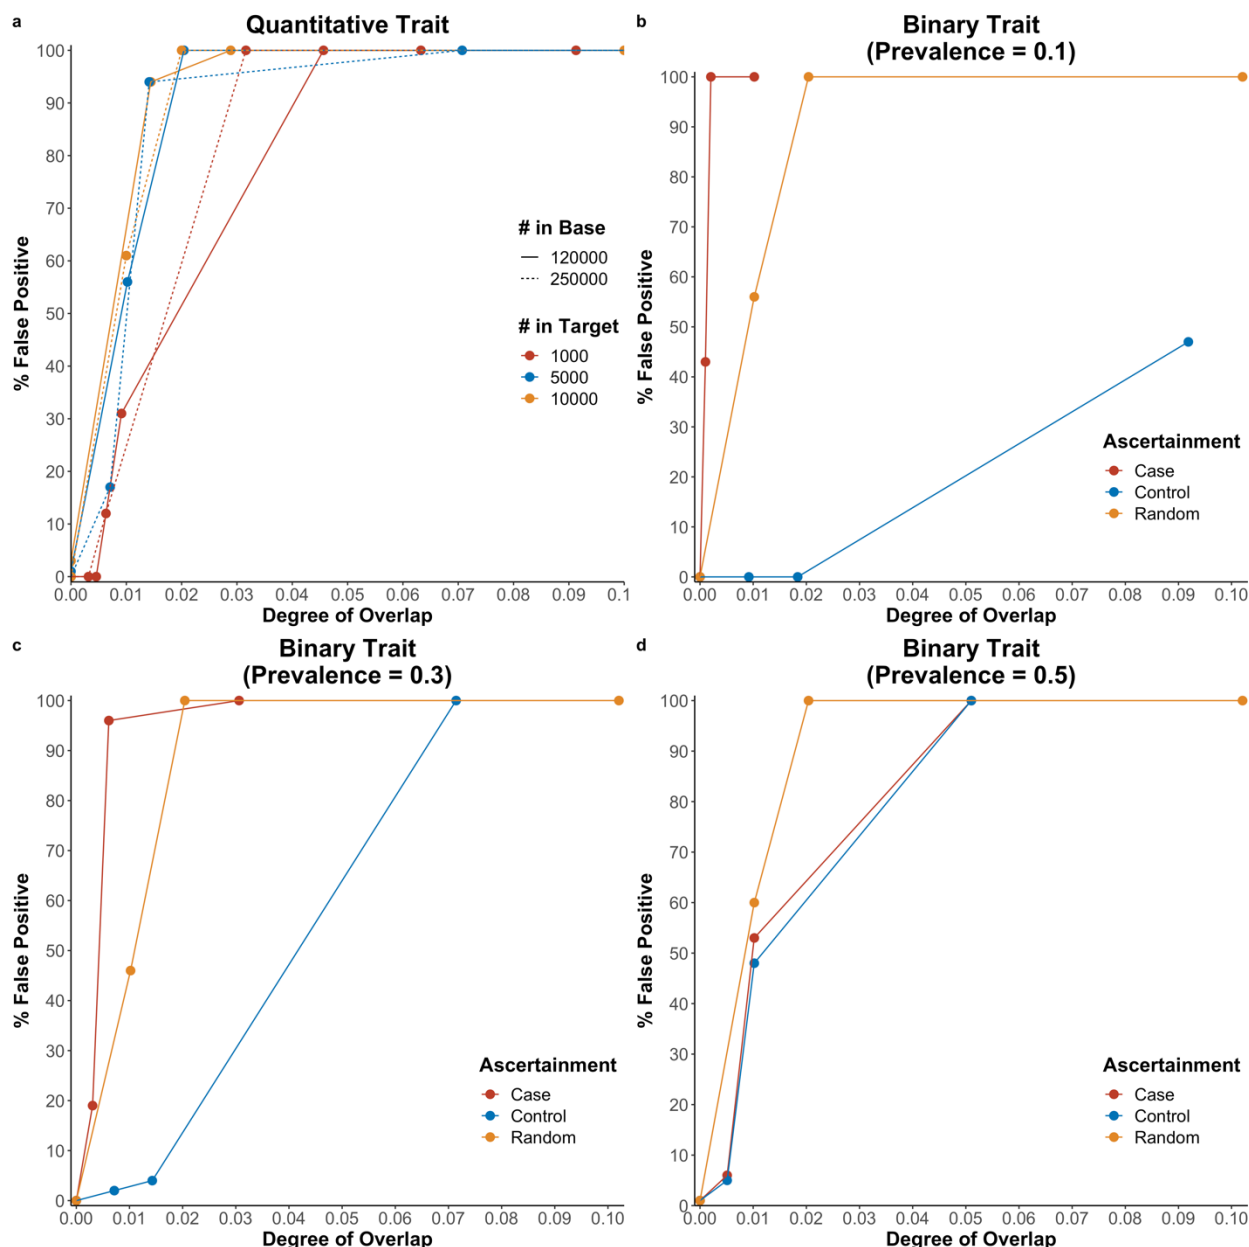 a
Quantitative Trait
100
90
80
70
60
50
40
30
20
10
0
% False Positive
0.00 0.01 0.02 0.03 0.04 0.05 0.06 0.07 0.08 0.09 0.1
Degree of Overlap
# in Base
120000
250000
# in Target
1000
5000
10000
b
Binary Trait
(Prevalence = 0.1)
100
90
80
70
60
50
40
30
20
10
0
% False Positive
0.00 0.01 0.02 0.03 0.04 0.05 0.06 0.07 0.08 0.09 0.10
Degree of Overlap
Ascertainment
Case
Control
Random
c
Binary Trait
(Prevalence = 0.3)
100
90
80
70
60
50
40
30
20
10
0
% False Positive
0.00 0.01 0.02 0.03 0.04 0.05 0.06 0.07 0.08 0.09 0.10
Degree of Overlap
Ascertainment
Case
Control
Random
d
Binary Trait
(Prevalence = 0.5)
100
90
80
70
60
50
40
30
20
10
0
% False Positive
0.00 0.01 0.02 0.03 0.04 0.05 0.06 0.07 0.08 0.09 0.10
Degree of Overlap
Ascertainment
Case
Control
Random